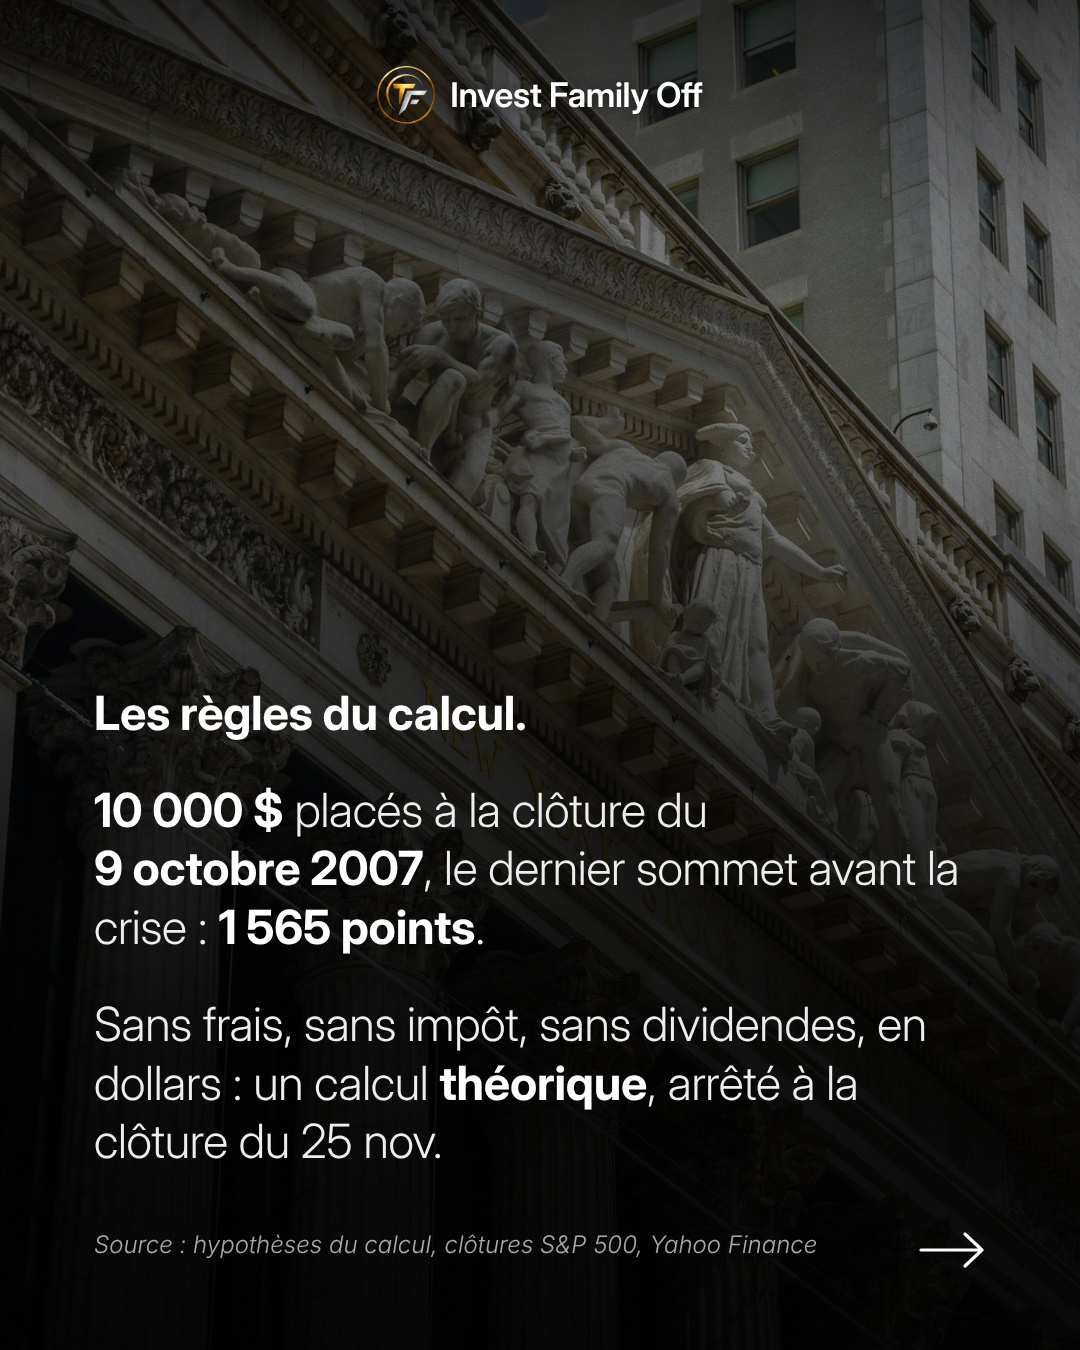 Invest Family Off
Les règles du calcul.
10 000 $ placés à la clôture du
9 octobre 2007, le dernier sommet avant la
crise : 1 565 points.
Sans frais, sans impôt, sans dividendes, en
dollars : un calcul théorique, arrêté à la
clôture du 25 nov.
Source : hypothèses du calcul, clôtures S&P 500, Yahoo Finance